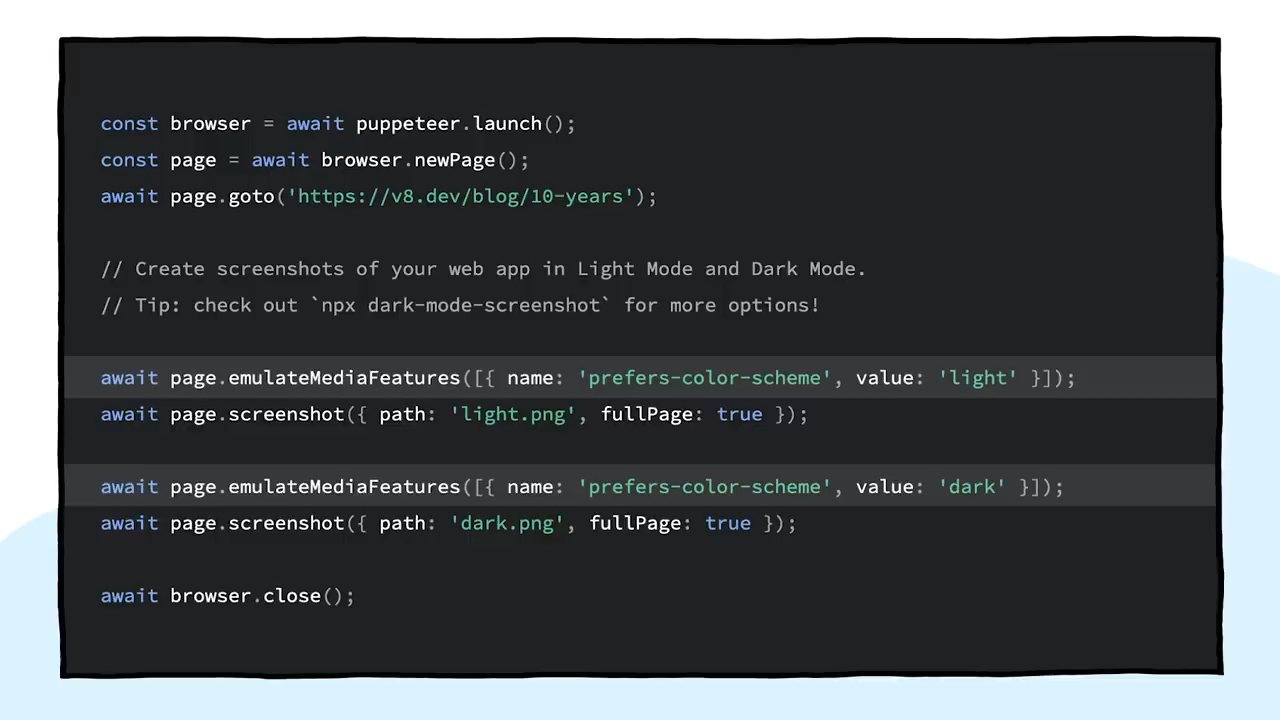 const browser = await puppeteer.launch();
const page = await browser.newPage();
await page.goto('https://v8.dev/blog/10-years');
// Create screenshots of your web app in Light Mode and Dark Mode.
// Tip: check out `npx dark-mode-screenshot` for more options!
await page.emulateMediaFeatures([{ name: 'prefers-color-scheme', value: 'light' }]);
await page.screenshot({ path: 'light.png', fullPage: true });
await page.emulateMediaFeatures([{ name: 'prefers-color-scheme', value: 'dark' }]);
await page.screenshot({ path: 'dark.png', fullPage: true });
await browser.close();